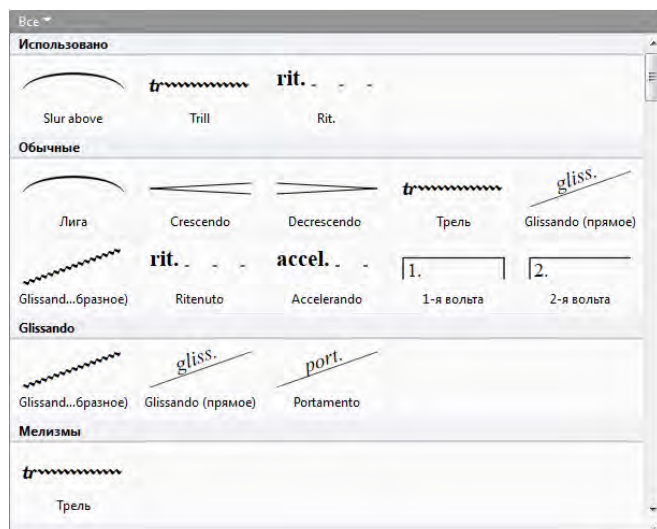 Все
Использовано
tr rit.
Slur above Trill Rit.
Обычные
tr gliss.
Лига Crescendo Decrescendo Трель Glissando (прямое)
rit. accel. 1. 2.
Glissand...бразное) Ritenuto Accelerando 1-я вольта 2-я вольта
Glissando
gliss. port.
Glissand...бразное) Glissando (прямое) Portamento
Мелизмы
tr
Трель